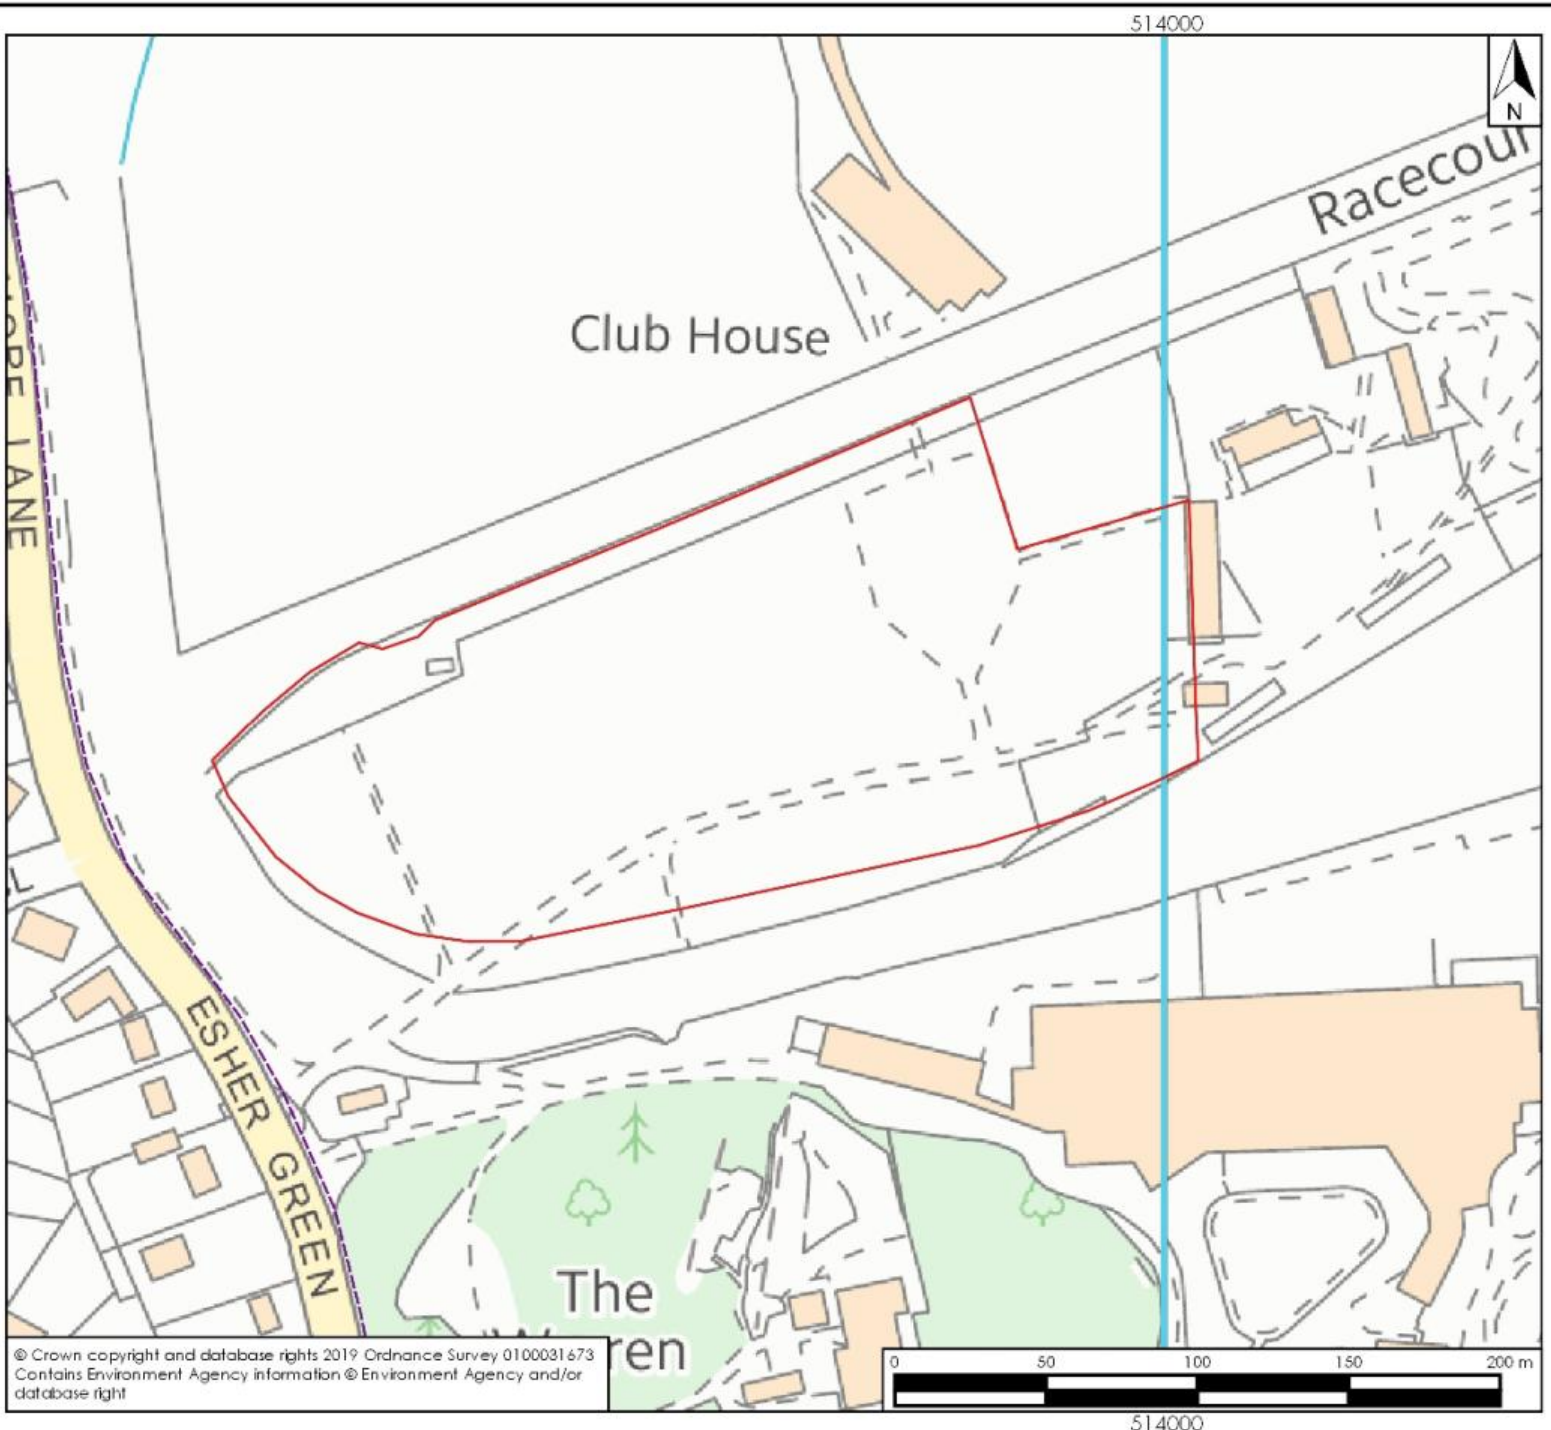 514000
N
Racecour
Club House
LANE
ESHER GREEN
The
© Crown copyright and database rights 2019 Ordnance Survey 0100031673
Contains Environment Agency information © Environment Agency and/or
database right
0 50 100 150 200 m
514000